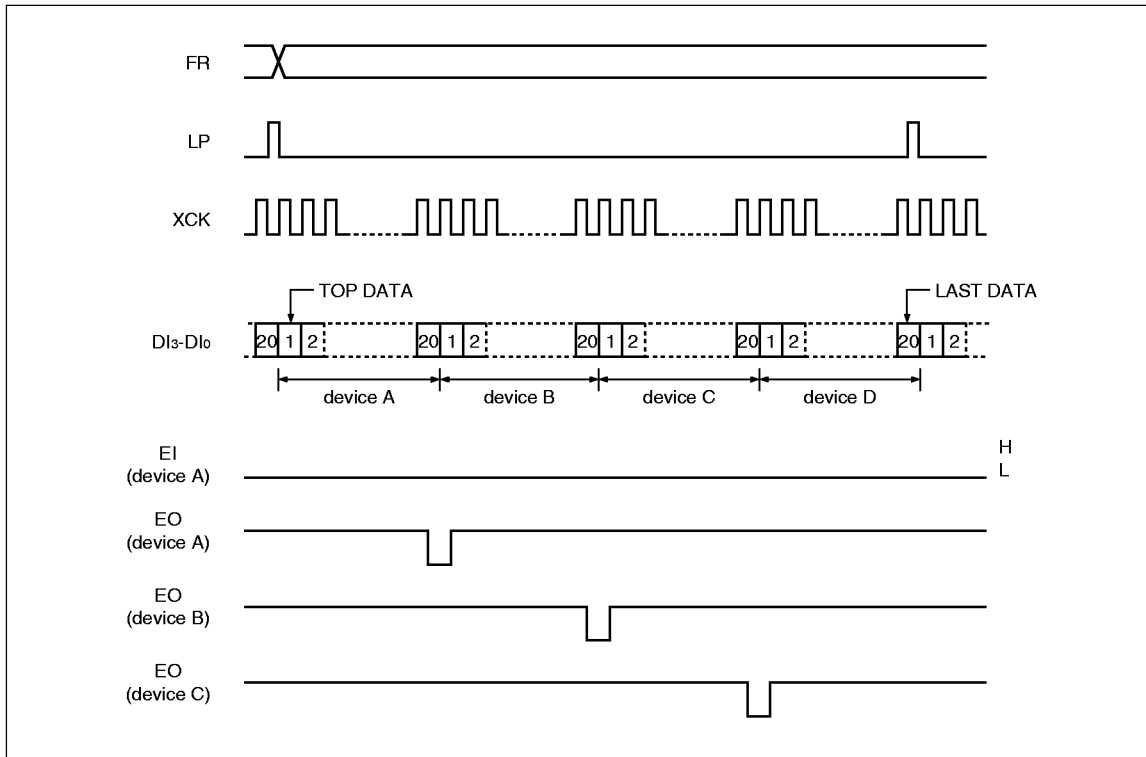 FR
LP
XCK
TOP DATA
LAST DATA
DI3-DI0
20 1 2
20 1 2
20 1 2
20 1 2
20 1 2
device A
device B
device C
device D
EI
(device A)
H
L
EO
(device A)
EO
(device B)
EO
(device C)